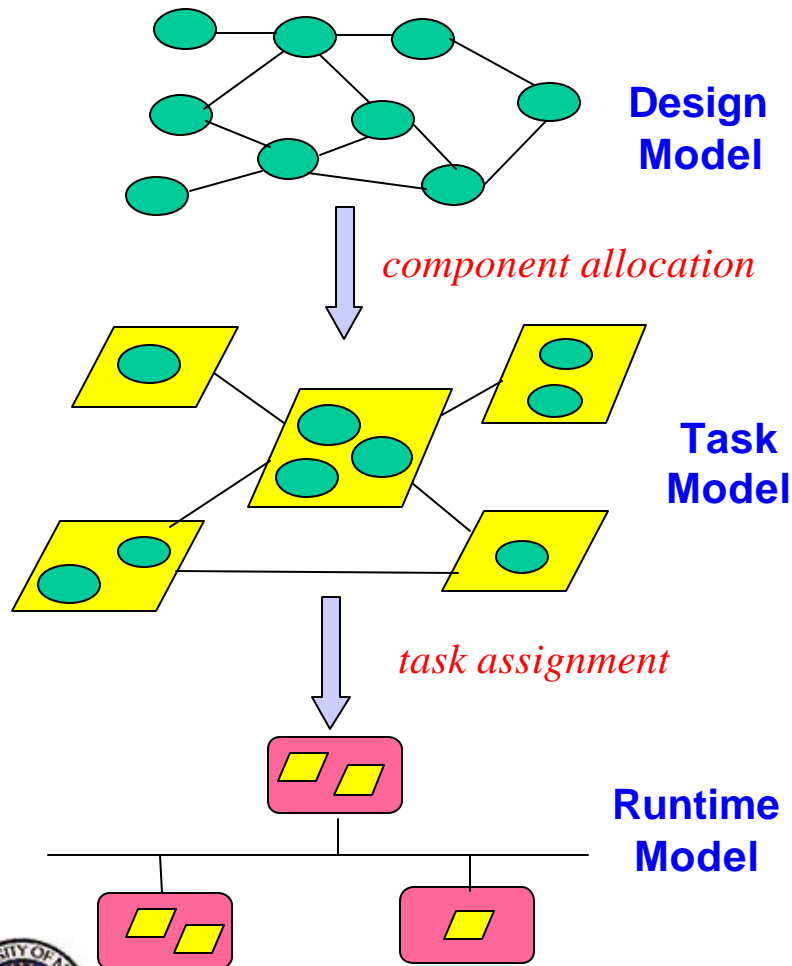 Design
Model
component allocation
Task
Model
task assignment
Runtime
Model